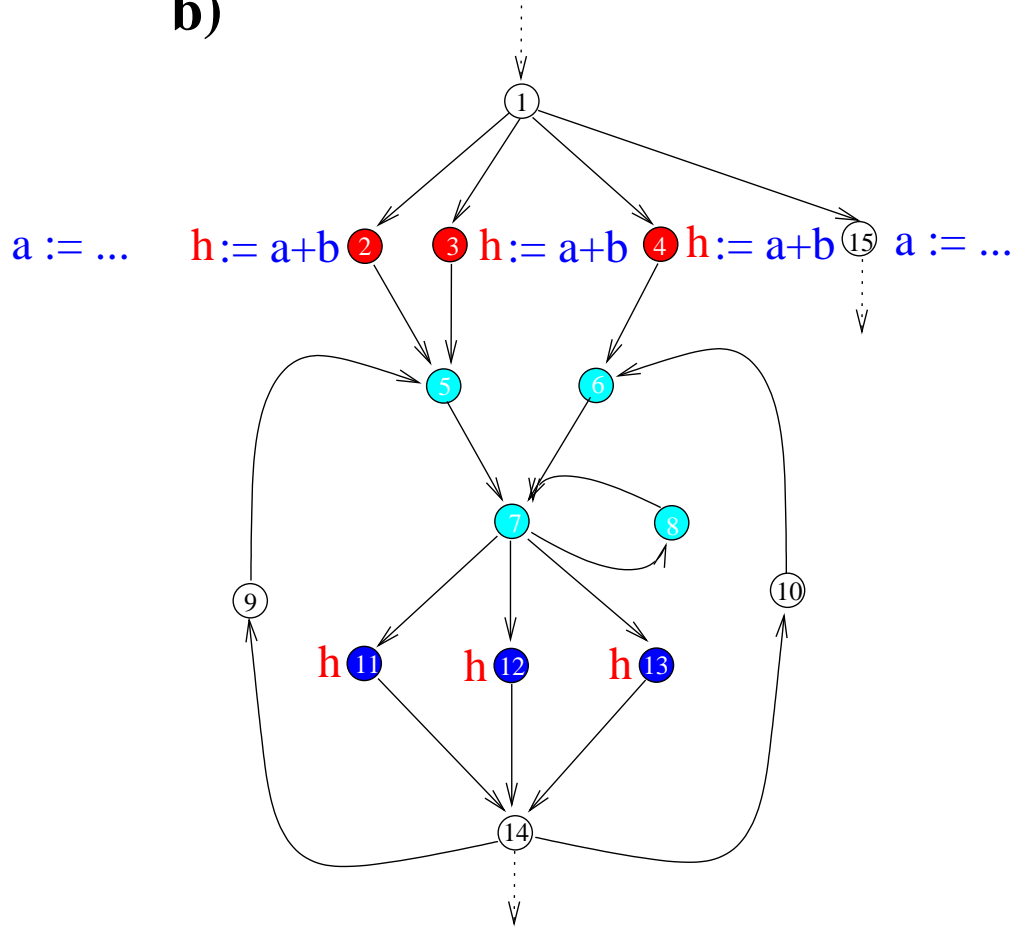 b)
1
a := ... h:= a+b 2 3 h:= a+b 4 h:= a+b 15 a := ...
5 6
7 8
9 10
h 11 h 12 h 13
14